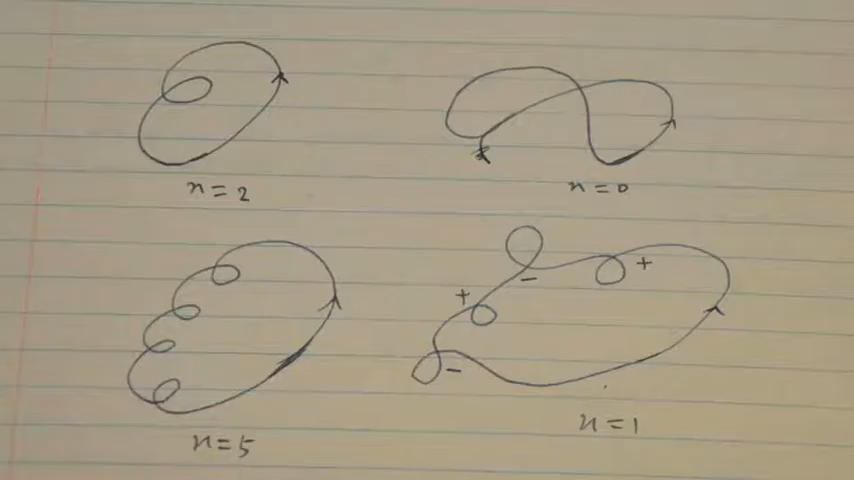 n = 2
n = 0
+
+
-
-
n = 5
n = 1